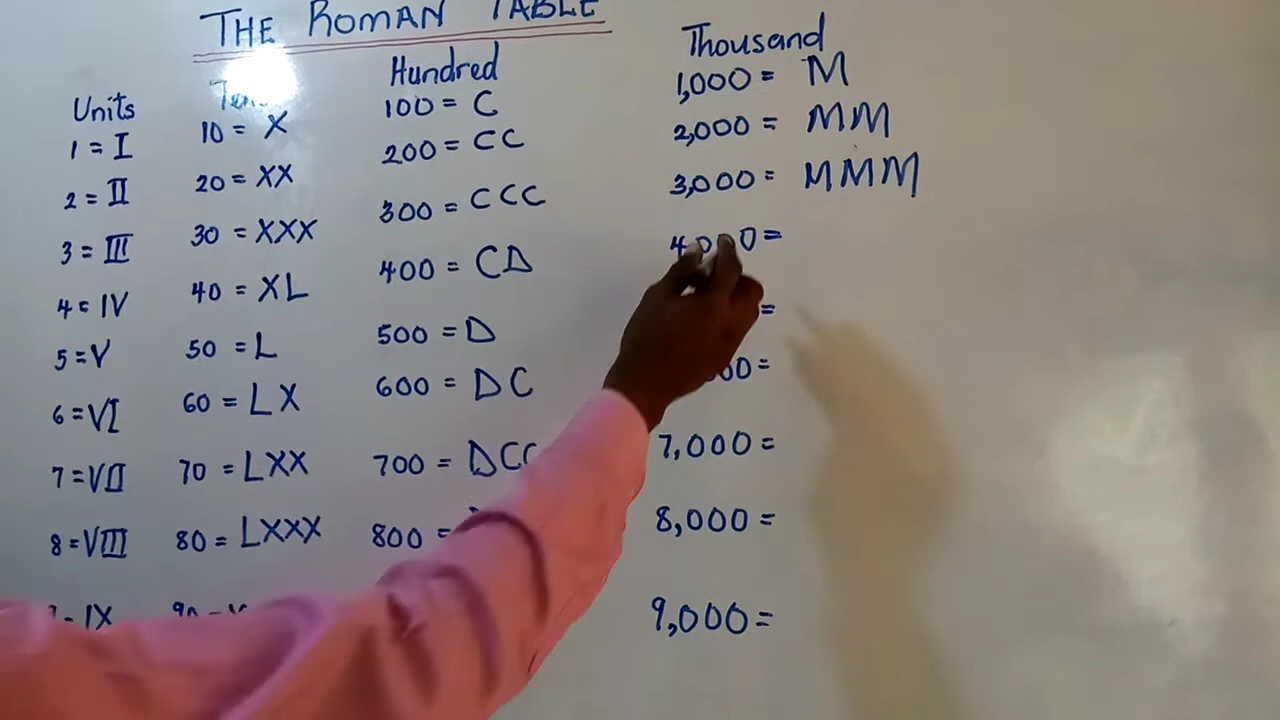 THE ROMAN TABLE
Units
1 = I
2 = II
3 = III
4 = IV
5 = V
6 = VI
7 = VII
8 = VIII
IX
10 = X
20 = XX
30 = XXX
40 = XL
50 = L
60 = LX
70 = LXX
80 = LXXX
Hundred
100 = C
200 = CC
300 = CCC
400 = CD
500 = D
600 = DC
700 = DCC
800 =
Thousand
1,000 = M
2,000 = MM
3,000 = MMM
=
=
=
7,000 =
8,000 =
9,000 =